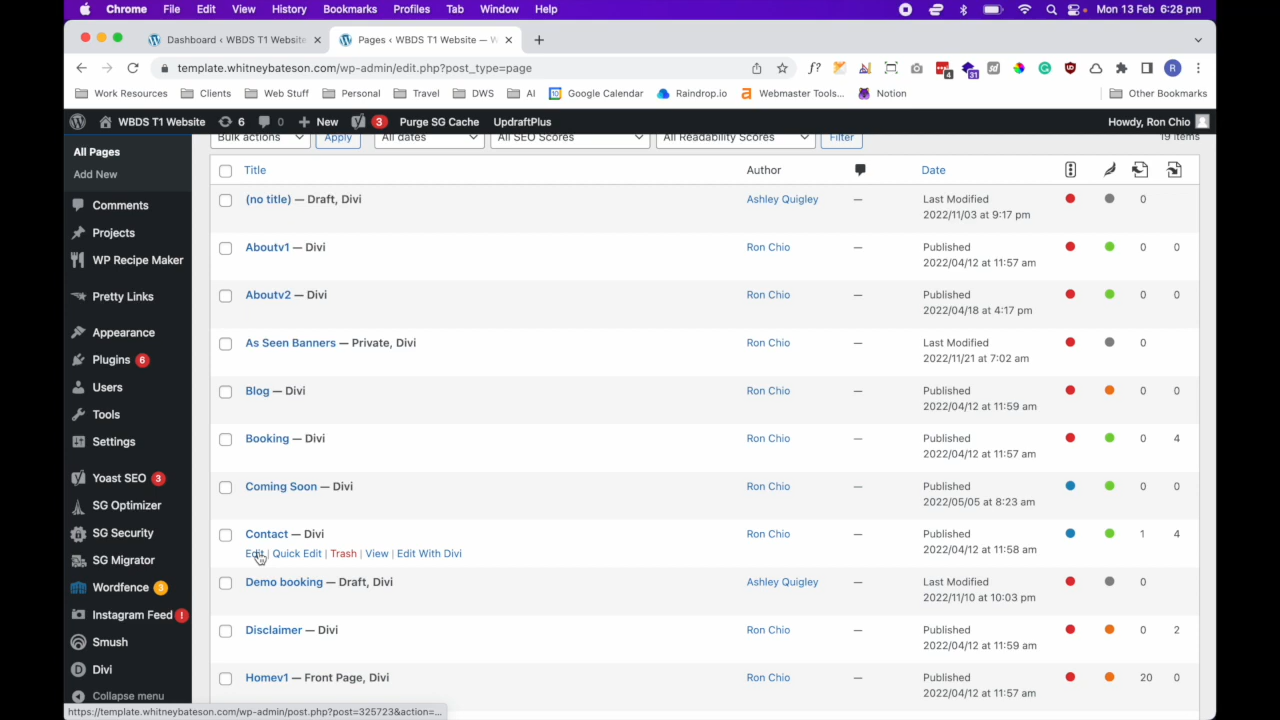 Chrome File Edit View History Bookmarks Profiles Tab Window Help Mon 13 Feb 6:28 pm
Dashboard ‹ WBDS T1 Website Pages ‹ WBDS T1 Website — W
template.whitneybateson.com/wp-admin/edit.php?post_type=page
Work Resources Clients Web Stuff Personal Travel DWS AI 10 Google Calendar Raindrop.io Webmaster Tools... Notion Other Bookmarks
WBDS T1 Website 6 0 New 3 Purge SG Cache UpdraftPlus Howdy, Ron Chio
All Pages
Add New
Comments
Projects
WP Recipe Maker
Pretty Links
Appearance
Plugins 6
Users
Tools
Settings
Yoast SEO 3
SG Optimizer
SG Security
SG Migrator
Wordfence 3
Instagram Feed !
Smush
Divi
Collapse menu
Bulk actions Apply All dates All SEO Scores All Readability Scores Filter 19 items
Title Author Date
(no title) — Draft, Divi Ashley Quigley — Last Modified 0
2022/11/03 at 9:17 pm
Aboutv1 — Divi Ron Chio — Published 0 0
2022/04/12 at 11:57 am
Aboutv2 — Divi Ron Chio — Published 0 0
2022/04/18 at 4:17 pm
As Seen Banners — Private, Divi Ron Chio — Last Modified 0
2022/11/21 at 7:02 am
Blog — Divi Ron Chio — Published 0 0
2022/04/12 at 11:59 am
Booking — Divi Ron Chio — Published 0 4
2022/04/12 at 11:57 am
Coming Soon — Divi Ron Chio — Published 0 0
2022/05/05 at 8:23 am
Contact — Divi Ron Chio — Published 1 4
Edit | Quick Edit | Trash | View | Edit With Divi 2022/04/12 at 11:58 am
Demo booking — Draft, Divi Ashley Quigley — Last Modified 0
2022/11/10 at 10:03 pm
Disclaimer — Divi Ron Chio — Published 0 2
2022/04/12 at 11:59 am
Homev1 — Front Page, Divi Ron Chio — Published 20 0
2022/04/12 at 11:57 am
https://template.whitneybateson.com/wp-admin/post.php?post=325723&action=...